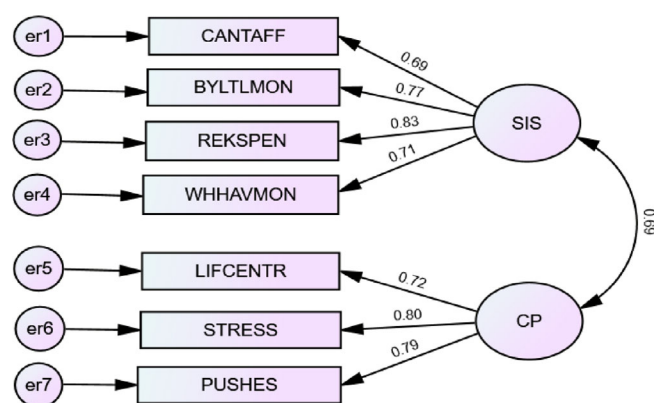 er1
CANTAFF
0.69
er2
BYLTLMON
0.77
SIS
er3
REKSPEN
0.83
er4
WHHAVMON
0.71
0.69
er5
LIFCENTR
0.72
er6
STRESS
0.80
CP
er7
PUSHES
0.79